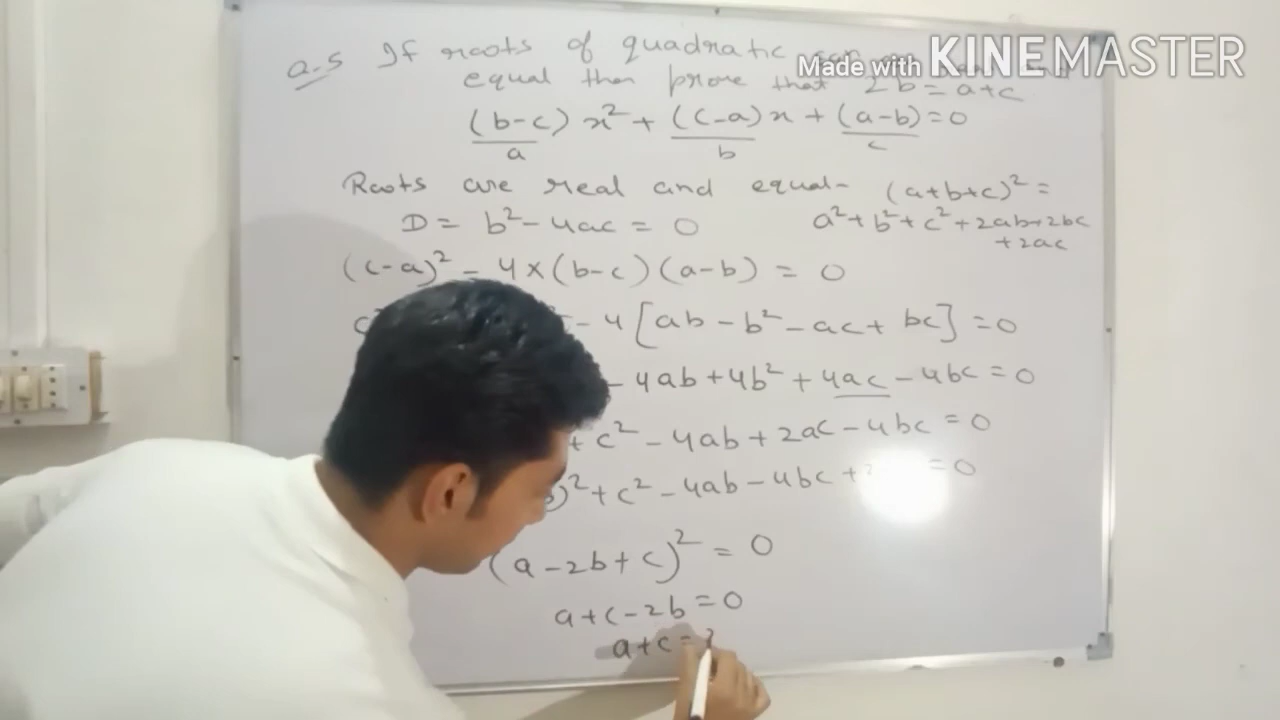 Made with KINEMASTER
Q-5 If roots of quadratic
equal then prove that 2b = a+c
(b-c) x² + (c-a)x + (a-b) = 0
a b c
Roots are real and equal- (a+b+c)² =
D = b² - 4ac = 0 a² + b² + c² + 2ab + 2bc
+ 2ac
(c-a)² - 4 × (b-c) (a-b) = 0
- 4 [ab - b² - ac + bc] = 0
- 4ab + 4b² + 4ac - 4bc = 0
+ c² - 4ab + 2ac - 4bc = 0
)² + c² - 4ab - 4bc + = 0
(a - 2b + c)² = 0
a + c - 2b = 0
a + c =